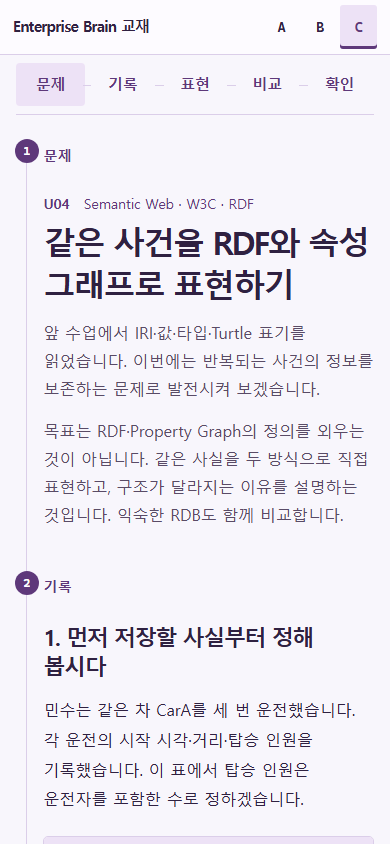 Enterprise Brain 교재
A B C
문제 기록 표현 비교 확인
1 문제
U04 Semantic Web · W3C · RDF
같은 사건을 RDF와 속성
그래프로 표현하기
앞 수업에서 IRI·값·타입·Turtle 표기를
읽었습니다. 이번에는 반복되는 사건의 정보를
보존하는 문제로 발전시켜 보겠습니다.
목표는 RDF·Property Graph의 정의를 외우는
것이 아닙니다. 같은 사실을 두 방식으로 직접
표현하고, 구조가 달라지는 이유를 설명하는
것입니다. 익숙한 RDB도 함께 비교합니다.
2 기록
1. 먼저 저장할 사실부터 정해
봅시다
민수는 같은 차 CarA를 세 번 운전했습니다.
각 운전의 시작 시각·거리·탑승 인원을
기록했습니다. 이 표에서 탑승 인원은
운전자를 포함한 수로 정하겠습니다.